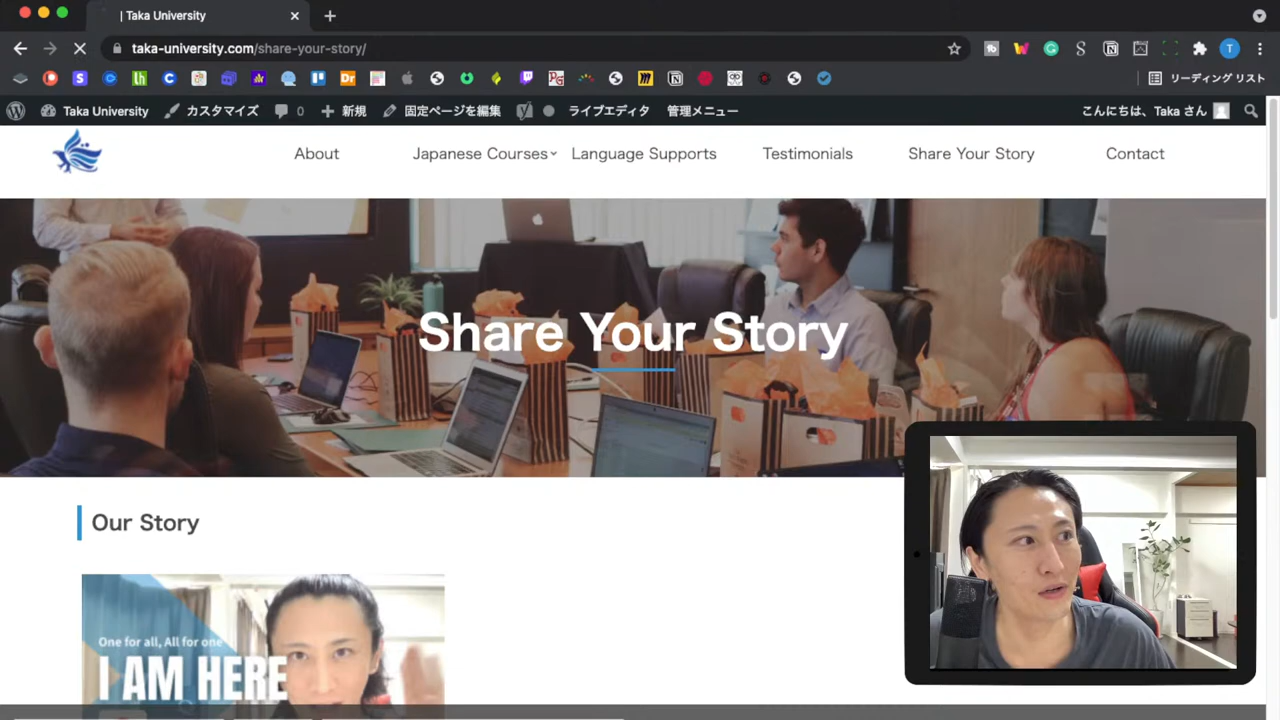 | Taka University
taka-university.com/share-your-story/
リーディング リスト
Taka University カスタマイズ 0 新規 固定ページを編集 ライブエディタ 管理メニュー こんにちは、Taka さん
About Japanese Courses Language Supports Testimonials Share Your Story Contact
Share Your Story
Our Story
One for all, All for one
I AM HERE